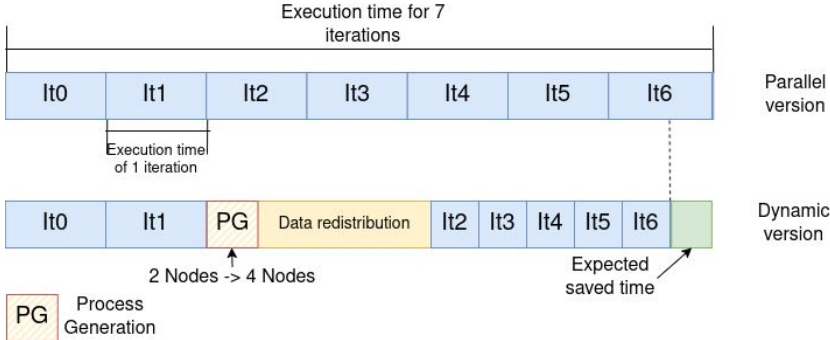 Execution time for 7
iterations
It0 It1 It2 It3 It4 It5 It6
Parallel
version
Execution time
of 1 iteration
It0 It1 PG Data redistribution It2 It3 It4 It5 It6
Dynamic
version
2 Nodes -> 4 Nodes
Expected
saved time
PG
Process
Generation